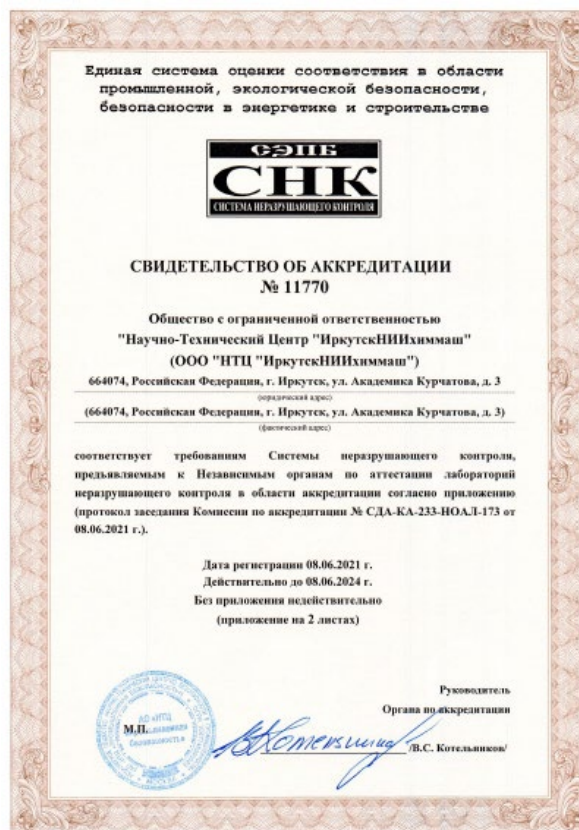 Единая система оценки соответствия в области
промышленной, экологической безопасности,
безопасности в энергетике и строительстве
СЭПБ
СНК
СИСТЕМА НЕРАЗРУШАЮЩЕГО КОНТРОЛЯ
СВИДЕТЕЛЬСТВО ОБ АККРЕДИТАЦИИ
№ 11770
Общество с ограниченной ответственностью
"Научно-Технический Центр "ИркутскНИИхиммаш"
(ООО "НТЦ "ИркутскНИИхиммаш")
664074, Российская Федерация, г. Иркутск, ул. Академика Курчатова, д. 3
(юридический адрес)
(664074, Российская Федерация, г. Иркутск, ул. Академика Курчатова, д. 3)
(фактический адрес)
соответствует требованиям Системы неразрушающего контроля,
предъявляемым к Независимым органам по аттестации лабораторий
неразрушающего контроля в области аккредитации согласно приложению
(протокол заседания Комиссии по аккредитации № СДА-КА-233-НОАЛ-173 от
08.06.2021 г.).
Дата регистрации 08.06.2021 г.
Действительно до 08.06.2024 г.
Без приложения недействительно
(приложение на 2 листах)
Руководитель
Органа по аккредитации
М.П.
АО «НТЦ
Промышленная
безопасность»
/В.С. Котельников/